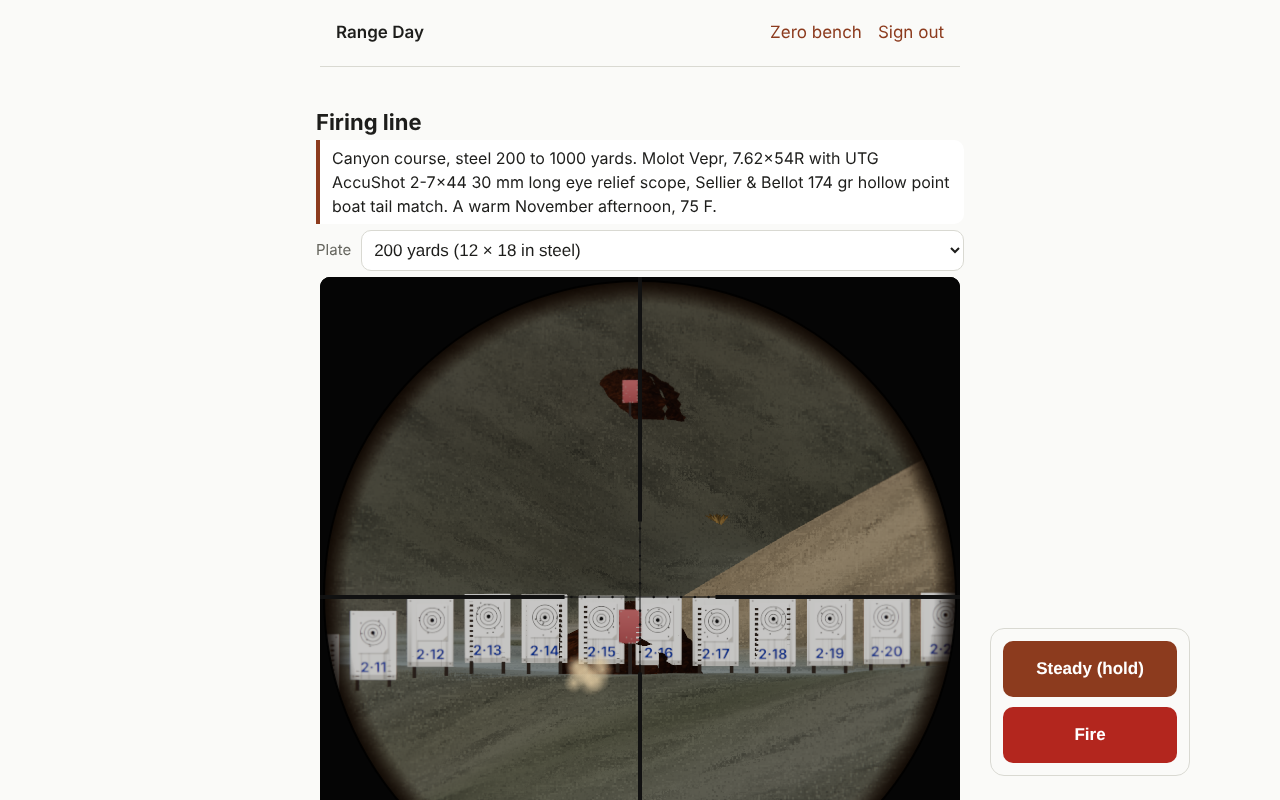 Range Day
Zero bench Sign out
Firing line
Canyon course, steel 200 to 1000 yards. Molot Vepr, 7.62×54R with UTG
AccuShot 2-7×44 30 mm long eye relief scope, Sellier & Bellot 174 gr hollow point
boat tail match. A warm November afternoon, 75 F.
Plate
200 yards (12 × 18 in steel)
2·11
2·12
2·13
2·14
2·15
2·16
2·17
2·18
2·19
2·20
Steady (hold)
Fire